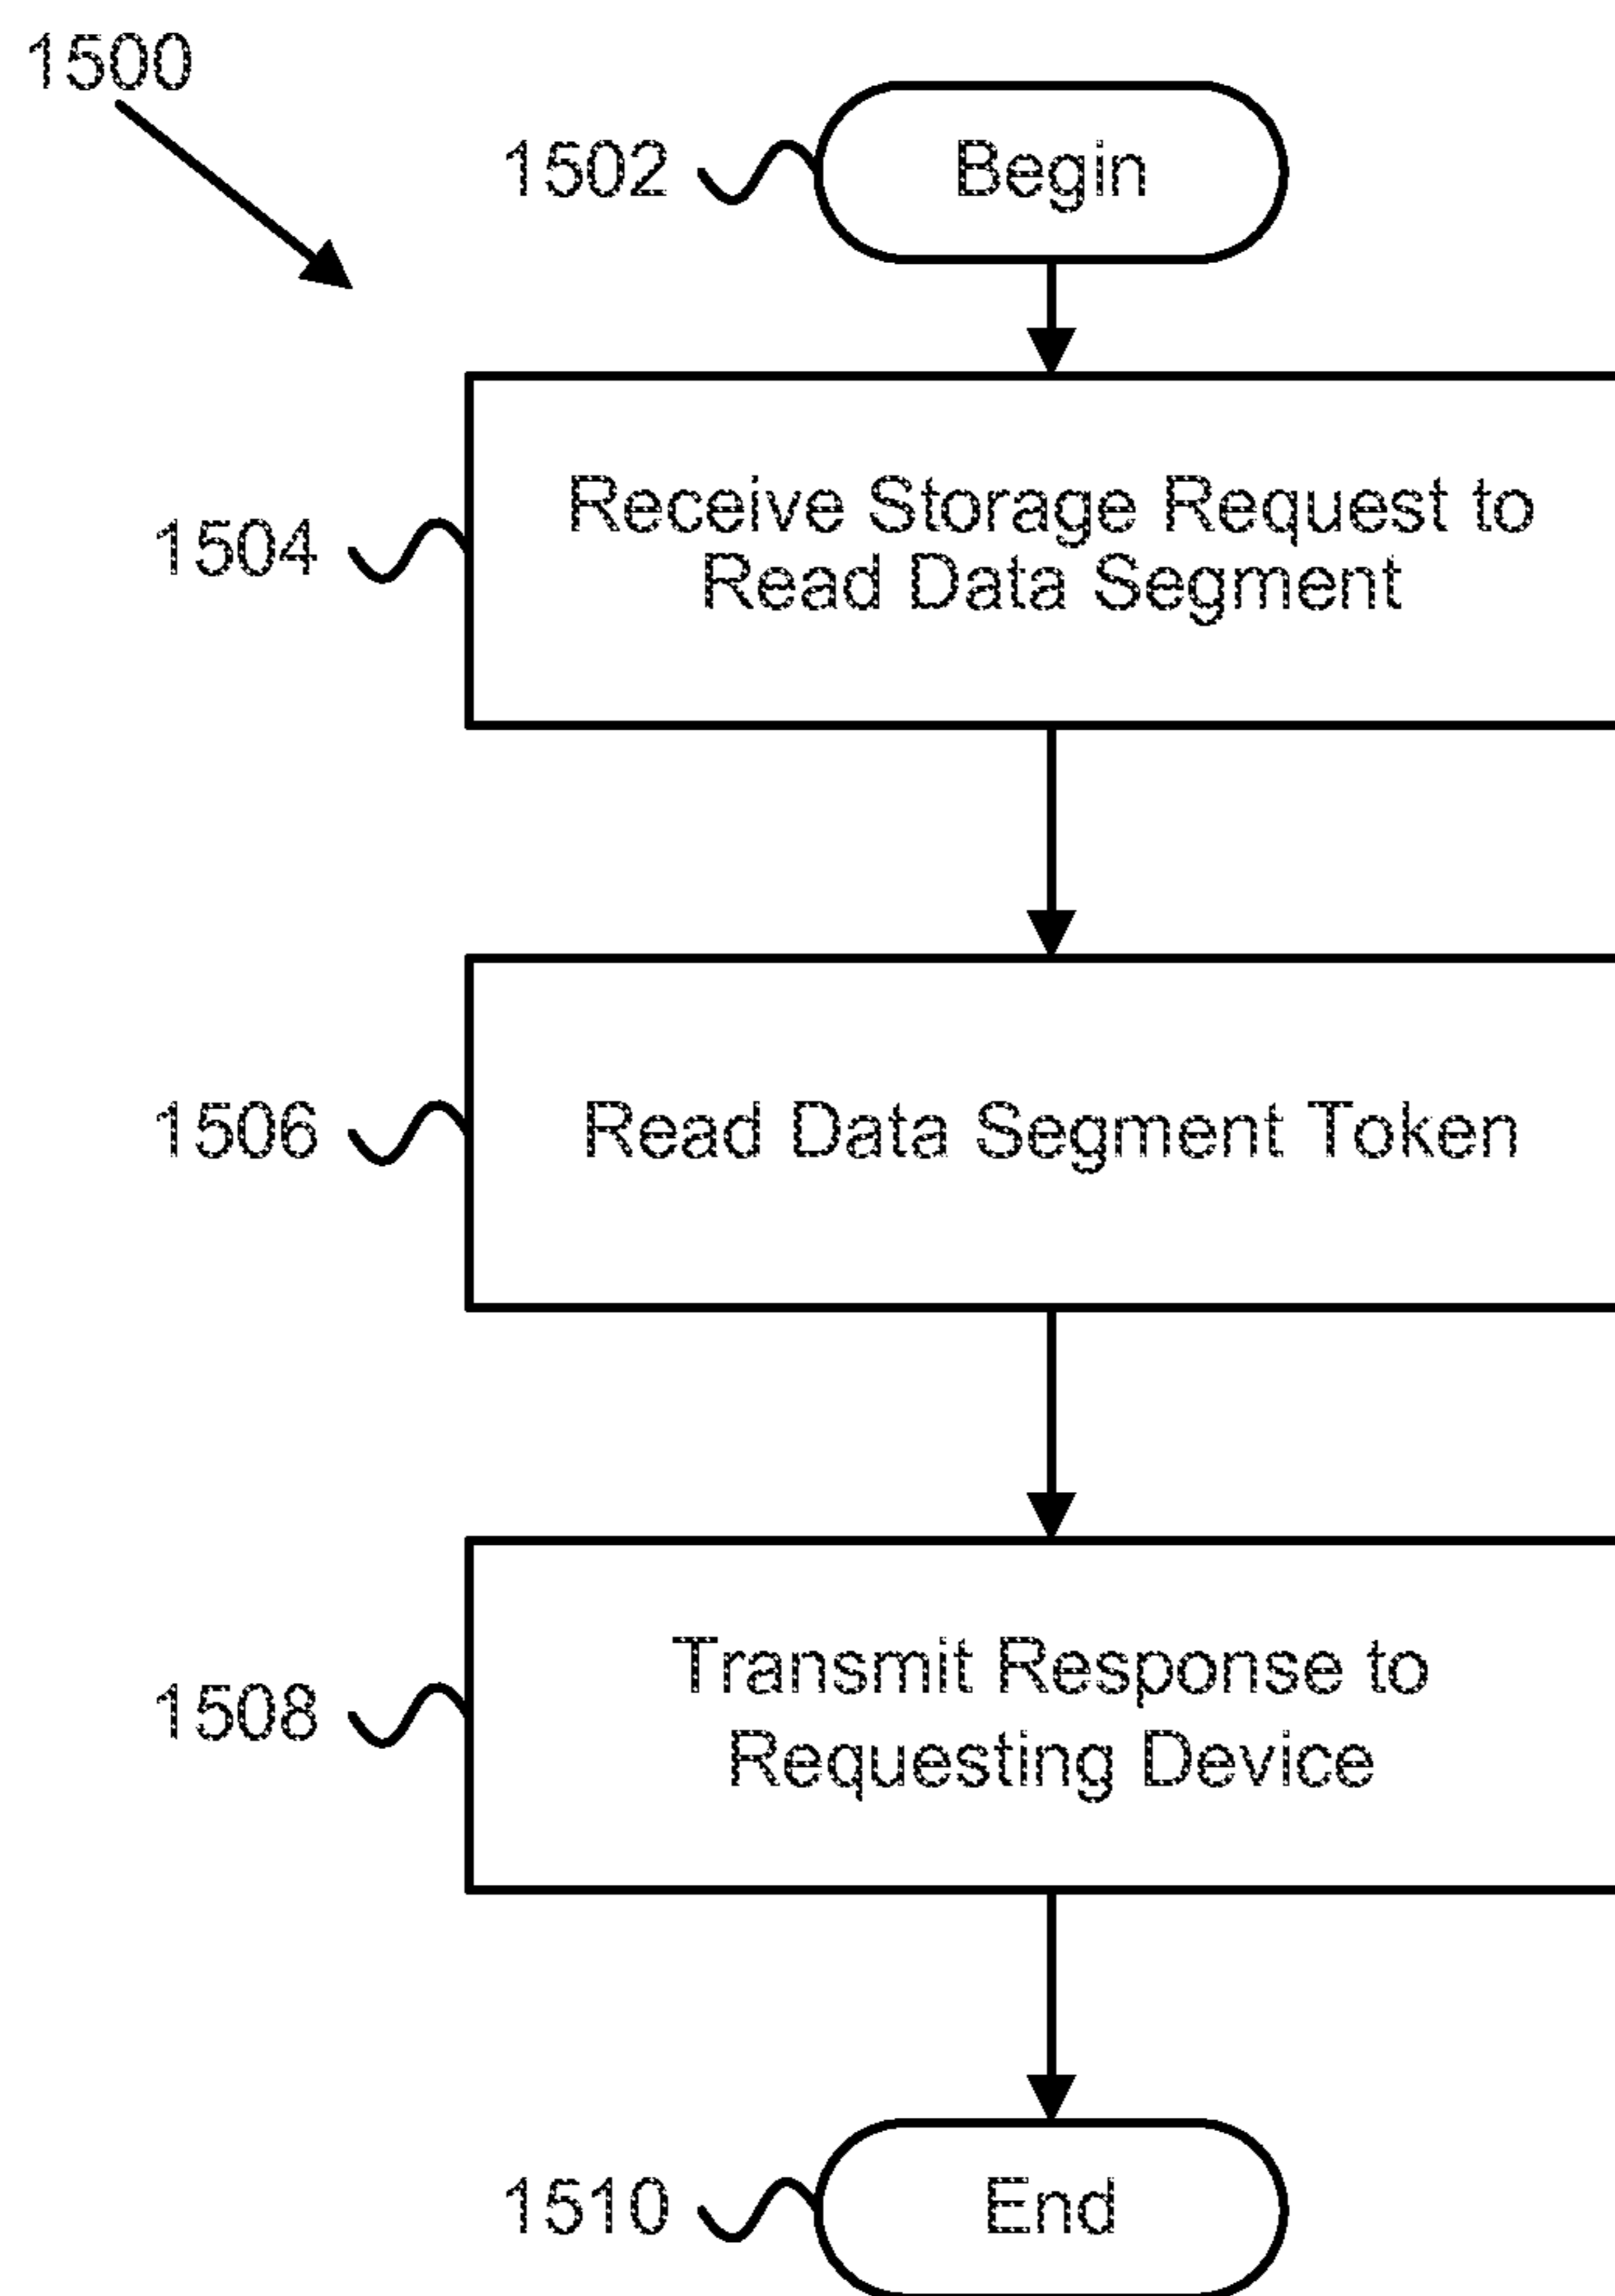 1500
1502
Begin
1504
Receive Storage Request to
Read Data Segment
1506
Read Data Segment Token
1508
Transmit Response to
Requesting Device
1510
End